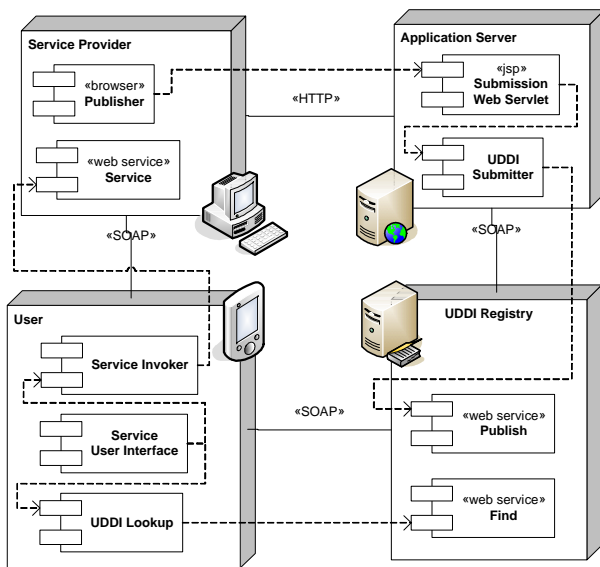 Service Provider
«browser»
Publisher
«web service»
Service
«HTTP»
Application Server
«jsp»
Submission
Web Servlet
UDDI
Submitter
«SOAP»
«SOAP»
User
Service Invoker
Service
User Interface
UDDI Lookup
«SOAP»
UDDI Registry
«web service»
Publish
«web service»
Find